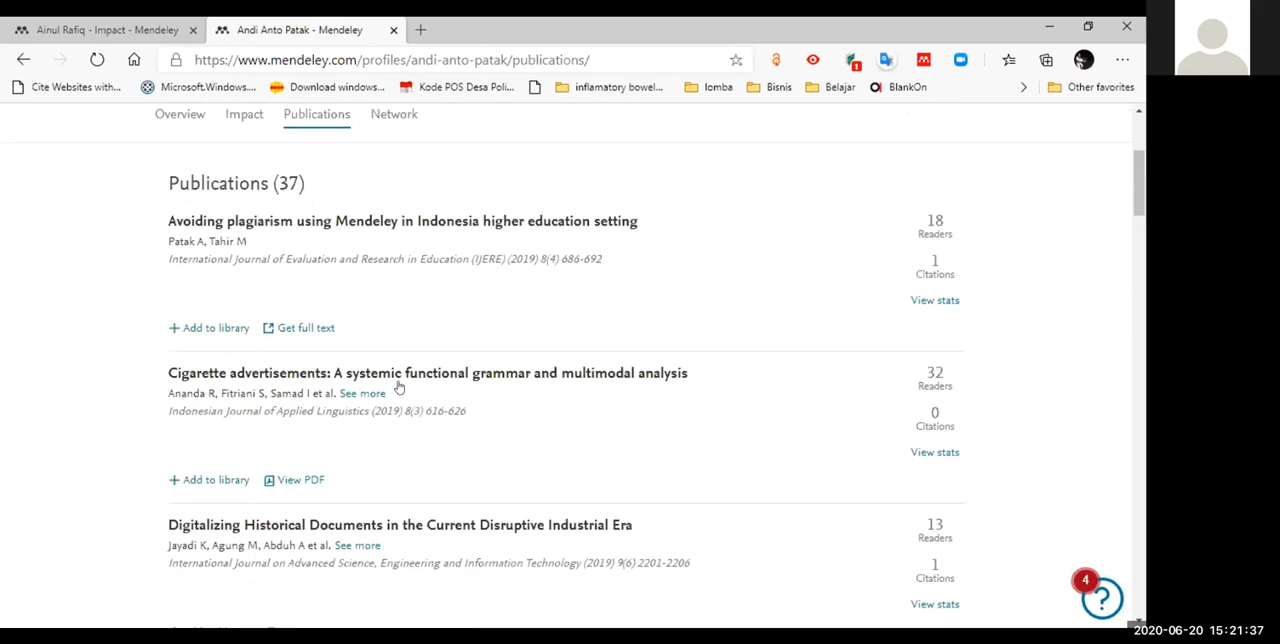 Ainul Rafiq - Impact - Mendeley
Andi Anto Patak - Mendeley
https://www.mendeley.com/profiles/andi-anto-patak/publications/
1
Cite Websites with...
Microsoft.Windows....
Download windows...
Kode POS Desa Poli...
inflamatory bowel...
lomba
Bisnis
Belajar
BlankOn
Other favorites
Overview
Impact
Publications
Network
Publications (37)
Avoiding plagiarism using Mendeley in Indonesia higher education setting
Patak A, Tahir M
International Journal of Evaluation and Research in Education (IJERE) (2019) 8(4) 686-692
18
Readers
1
Citations
View stats
Add to library
Get full text
Cigarette advertisements: A systemic functional grammar and multimodal analysis
Ananda R, Fitriani S, Samad I et al. See more
Indonesian Journal of Applied Linguistics (2019) 8(3) 616-626
32
Readers
0
Citations
View stats
Add to library
View PDF
Digitalizing Historical Documents in the Current Disruptive Industrial Era
Jayadi K, Agung M, Abduh A et al. See more
International Journal on Advanced Science, Engineering and Information Technology (2019) 9(6) 2201-2206
13
Readers
1
Citations
View stats
4
?
2020-06-20 15:21:37